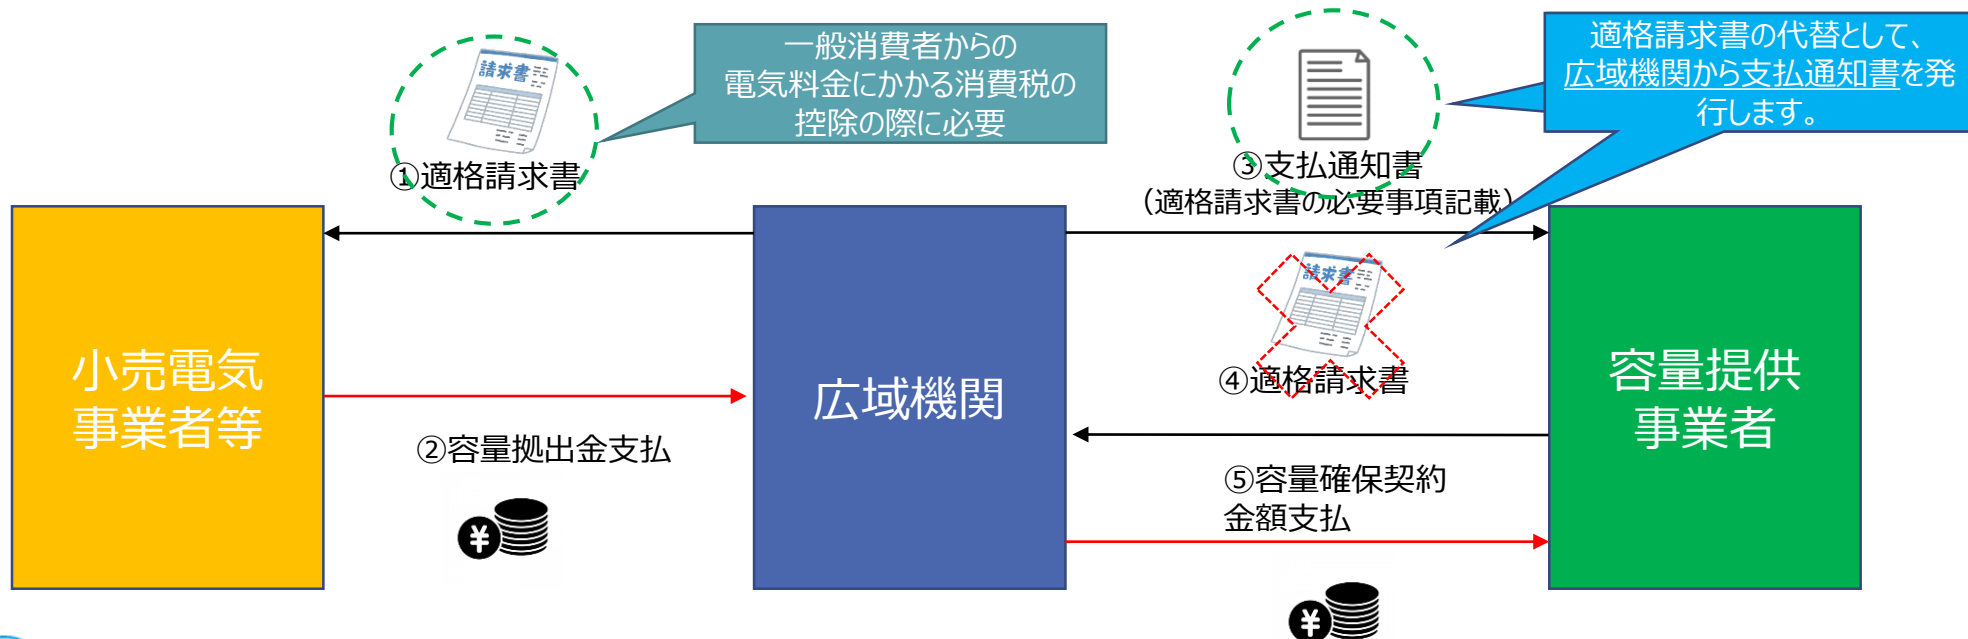 請求書
一般消費者からの
電気料金にかかる消費税の
控除の際に必要
適格請求書の代替として、
広域機関から支払通知書を発
行します。
①適格請求書
③支払通知書
（適格請求書の必要事項記載）
小売電気
事業者等
広域機関
容量提供
事業者
請求書
④適格請求書
②容量拠出金支払
⑤容量確保契約
金額支払
¥
¥